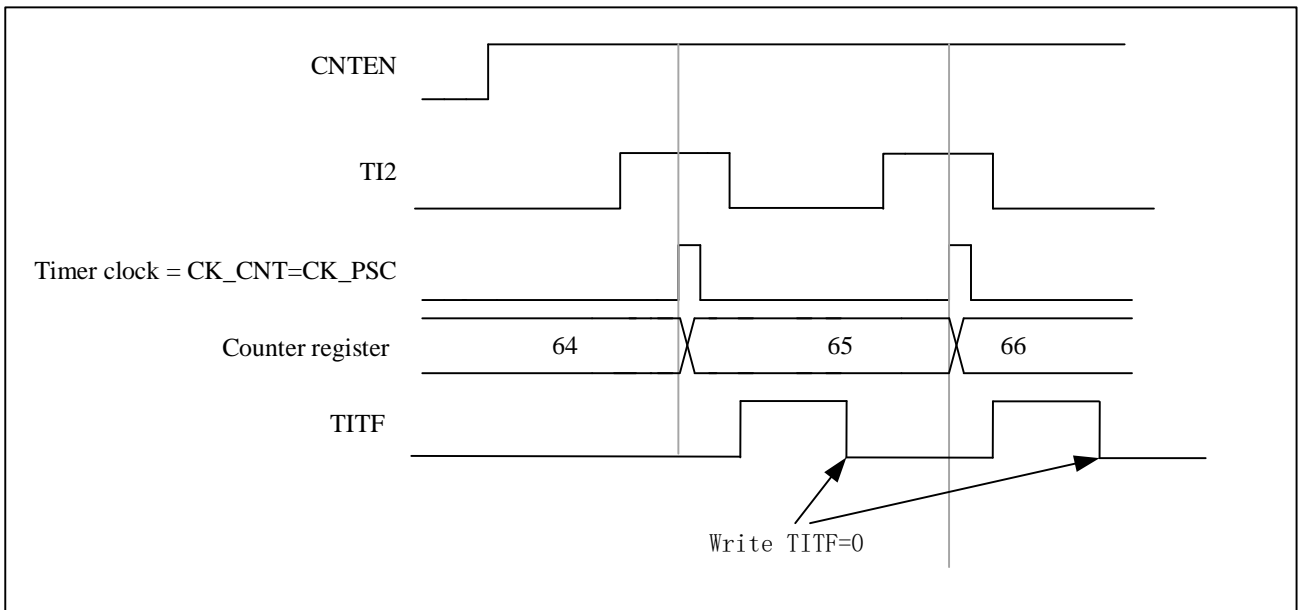 CNTEN
TI2
Timer clock = CK_CNT=CK_PSC
Counter register
64
65
66
TITF
Write TITF=0